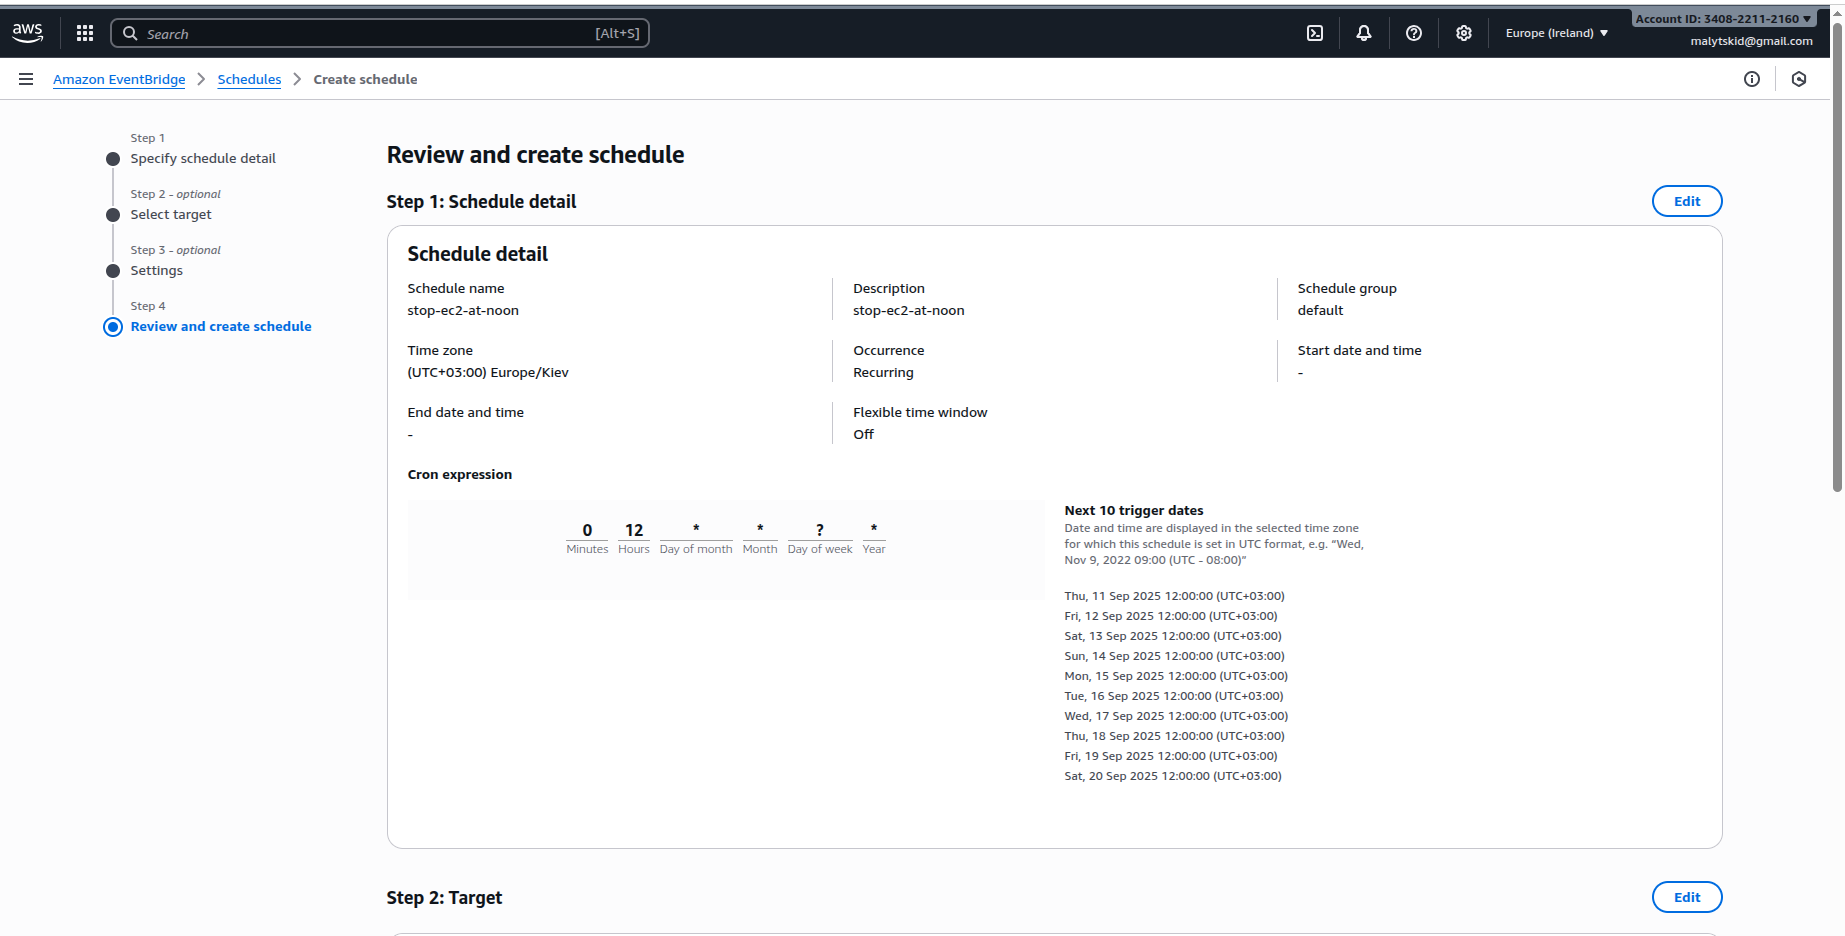 aws
Search [Alt+S]
Europe (Ireland) ▼
Account ID: 3408-2211-2160 ▼
malytskid@gmail.com
Amazon EventBridge > Schedules > Create schedule
Step 1
Specify schedule detail
Step 2 - optional
Select target
Step 3 - optional
Settings
Step 4
Review and create schedule
Review and create schedule
Step 1: Schedule detail
Edit
Schedule detail
Schedule name
stop-ec2-at-noon
Description
stop-ec2-at-noon
Schedule group
default
Time zone
(UTC+03:00) Europe/Kiev
Occurrence
Recurring
Start date and time
-
End date and time
-
Flexible time window
Off
Cron expression
0 12 * * ? *
Minutes Hours Day of month Month Day of week Year
Next 10 trigger dates
Date and time are displayed in the selected time zone
for which this schedule is set in UTC format, e.g. “Wed,
Nov 9, 2022 09:00 (UTC - 08:00)“
Thu, 11 Sep 2025 12:00:00 (UTC+03:00)
Fri, 12 Sep 2025 12:00:00 (UTC+03:00)
Sat, 13 Sep 2025 12:00:00 (UTC+03:00)
Sun, 14 Sep 2025 12:00:00 (UTC+03:00)
Mon, 15 Sep 2025 12:00:00 (UTC+03:00)
Tue, 16 Sep 2025 12:00:00 (UTC+03:00)
Wed, 17 Sep 2025 12:00:00 (UTC+03:00)
Thu, 18 Sep 2025 12:00:00 (UTC+03:00)
Fri, 19 Sep 2025 12:00:00 (UTC+03:00)
Sat, 20 Sep 2025 12:00:00 (UTC+03:00)
Step 2: Target
Edit